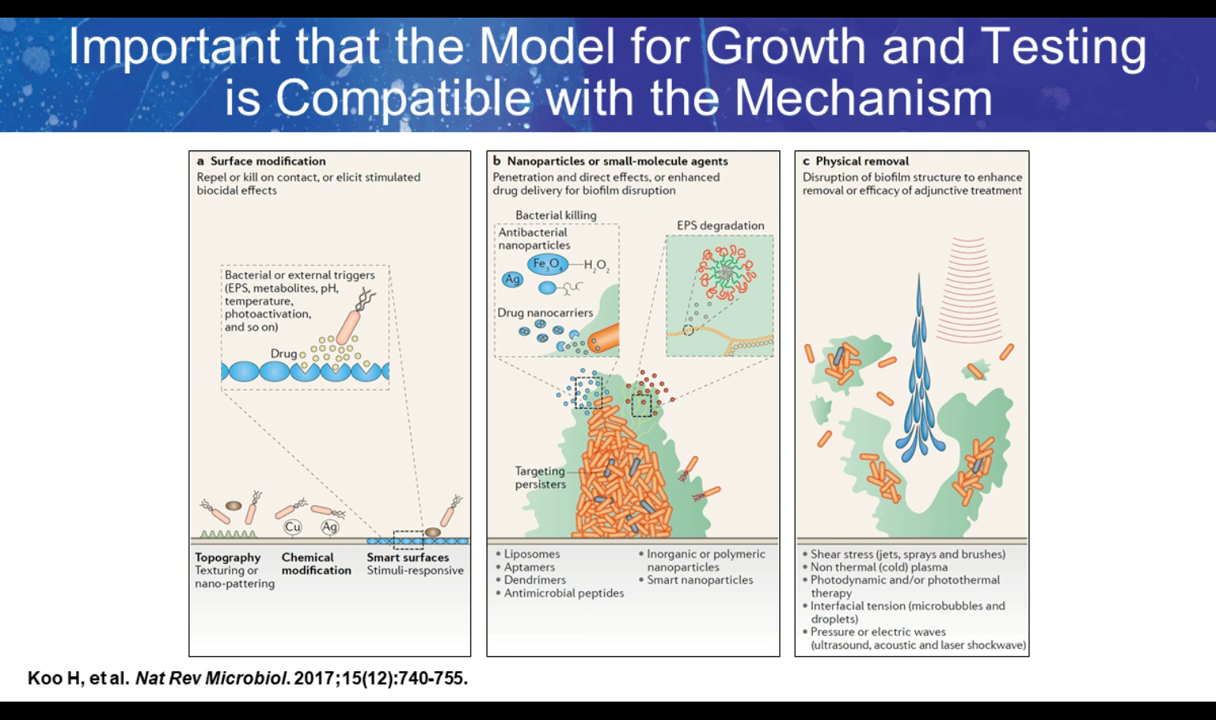 Important that the Model for Growth and Testing
is Compatible with the Mechanism
a Surface modification
Repel or kill on contact, or elicit stimulated
biocidal effects
Bacterial or external triggers
(EPS, metabolites, pH,
temperature,
photoactivation,
and so on)
Drug
Cu
Ag
Topography
Texturing or
nano-pattering
Chemical
modification
Smart surfaces
Stimuli-responsive
b Nanoparticles or small-molecule agents
Penetration and direct effects, or enhanced
drug delivery for biofilm disruption
Bacterial killing
Antibacterial
nanoparticles
Fe₃O₄
H₂O₂
Ag
Drug nanocarriers
EPS degradation
Targeting
persisters
• Liposomes
• Aptamers
• Dendrimers
• Antimicrobial peptides
• Inorganic or polymeric
nanoparticles
• Smart nanoparticles
c Physical removal
Disruption of biofilm structure to enhance
removal or efficacy of adjunctive treatment
• Shear stress (jets, sprays and brushes)
• Non thermal (cold) plasma
• Photodynamic and/or photothermal
therapy
• Interfacial tension (microbubbles and
droplets)
• Pressure or electric waves
(ultrasound, acoustic and laser shockwave)
Koo H, et al. Nat Rev Microbiol. 2017;15(12):740-755.